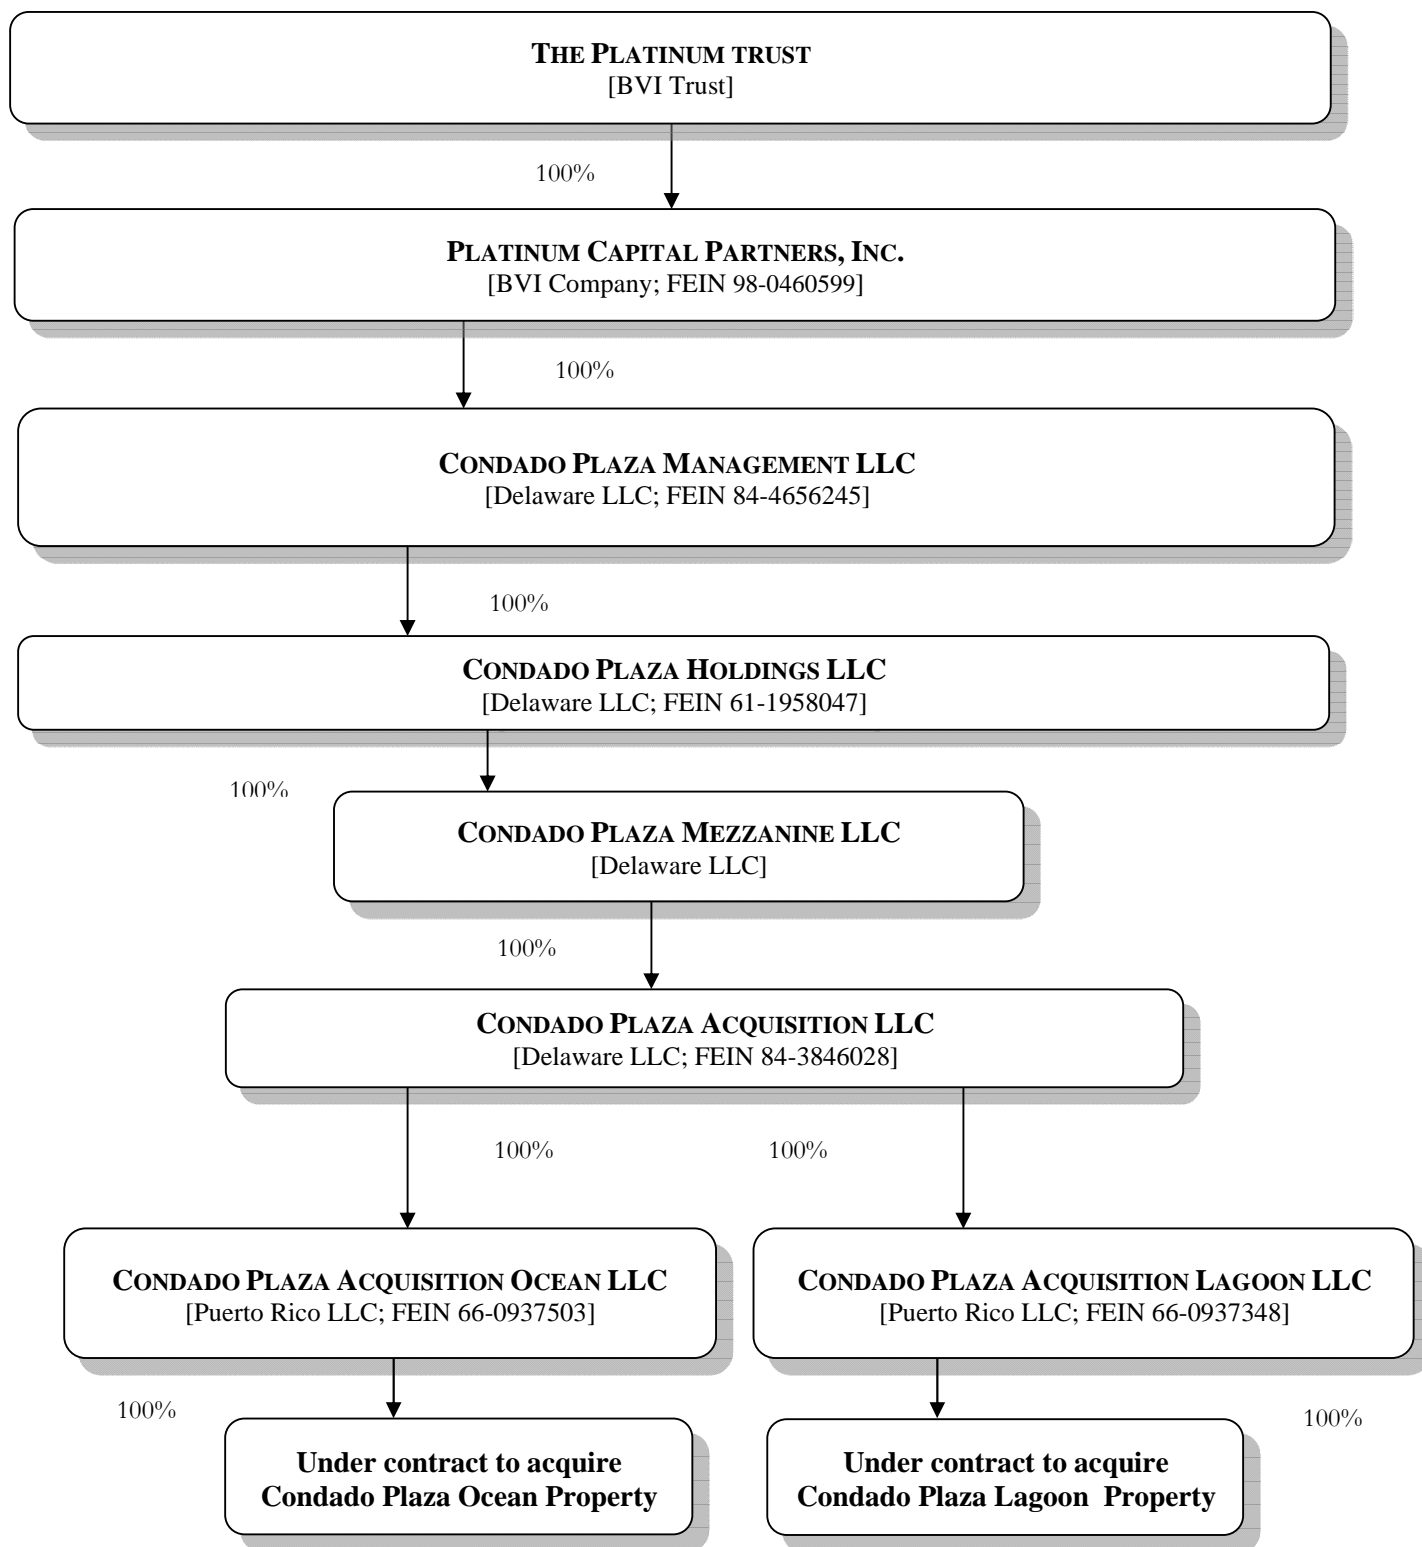 THE PLATINUM TRUST
[BVI Trust]
100%
PLATINUM CAPITAL PARTNERS, INC.
[BVI Company; FEIN 98-0460599]
100%
CONDADO PLAZA MANAGEMENT LLC
[Delaware LLC; FEIN 84-4656245]
100%
CONDADO PLAZA HOLDINGS LLC
[Delaware LLC; FEIN 61-1958047]
100%
CONDADO PLAZA MEZZANINE LLC
[Delaware LLC]
100%
CONDADO PLAZA ACQUISITION LLC
[Delaware LLC; FEIN 84-3846028]
100% 100%
CONDADO PLAZA ACQUISITION OCEAN LLC
[Puerto Rico LLC; FEIN 66-0937503]
CONDADO PLAZA ACQUISITION LAGOON LLC
[Puerto Rico LLC; FEIN 66-0937348]
100%
100%
Under contract to acquire
Condado Plaza Ocean Property
Under contract to acquire
Condado Plaza Lagoon Property